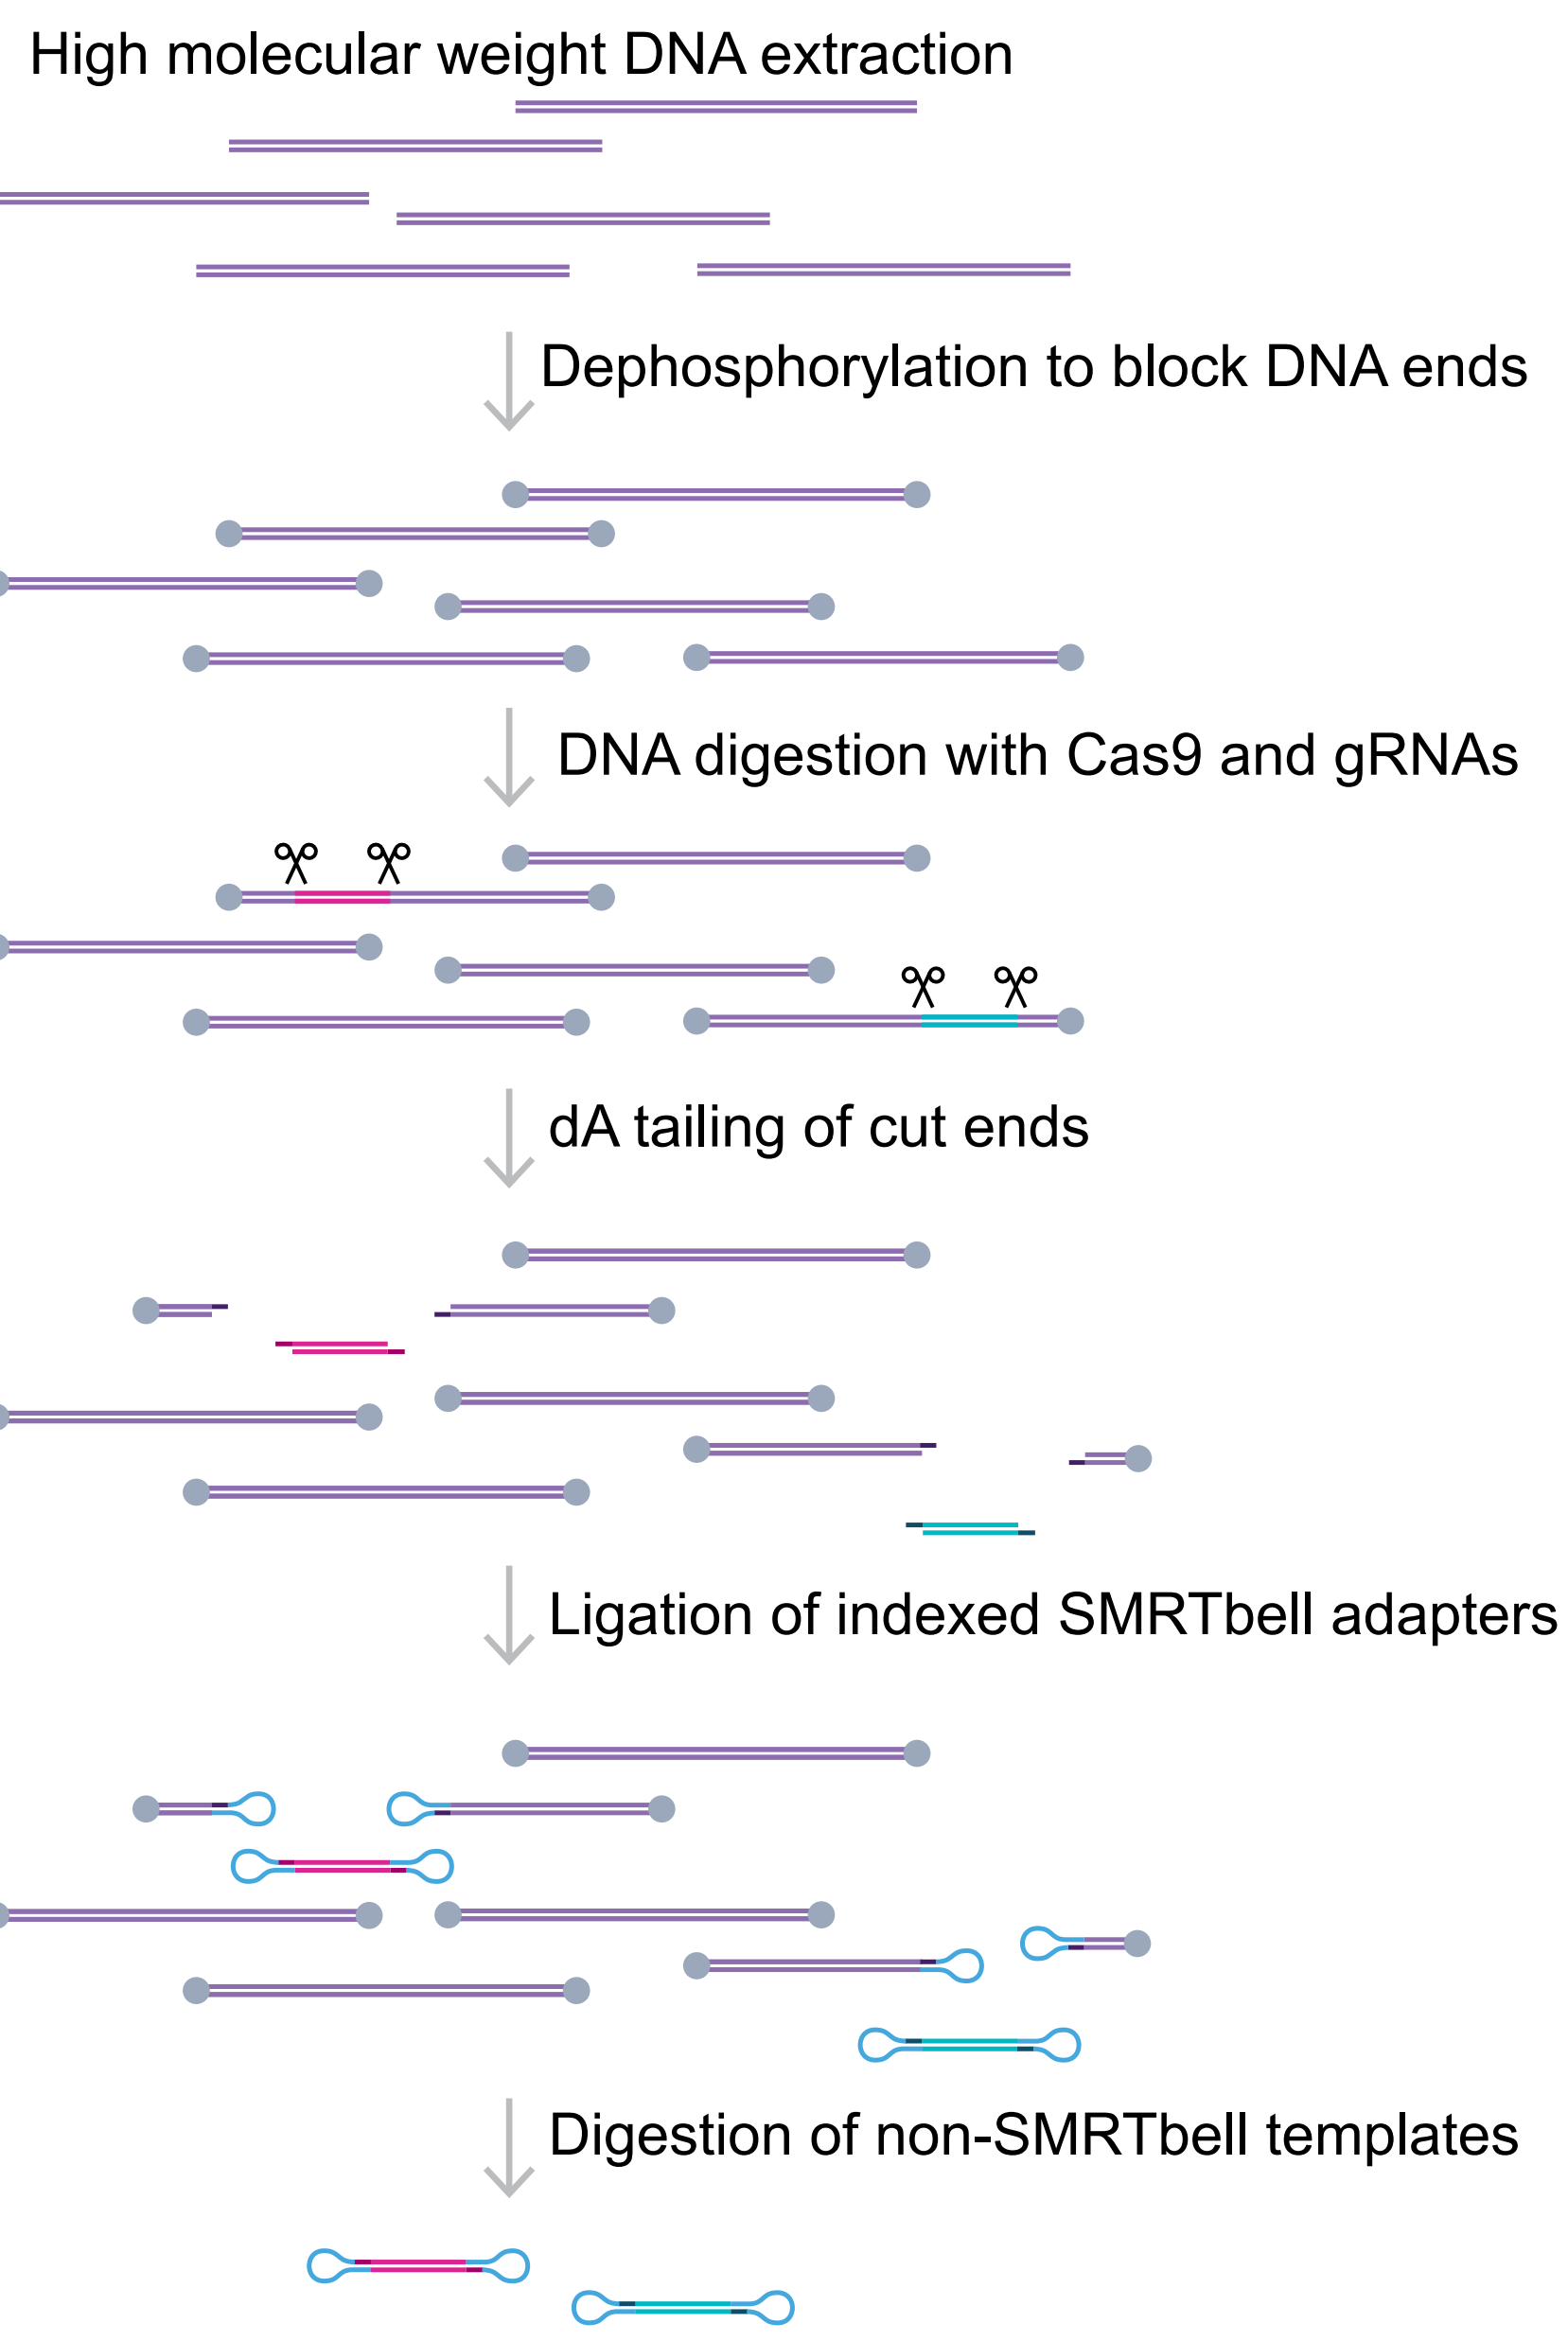 High molecular weight DNA extraction
Dephosphorylation to block DNA ends
DNA digestion with Cas9 and gRNAs
dA tailing of cut ends
Ligation of indexed SMRTbell adapters
Digestion of non-SMRTbell templates